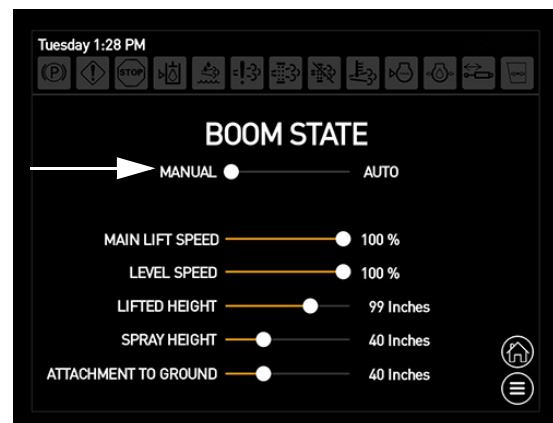 Tuesday 1:28 PM
(P) STOP
BOOM STATE
MANUAL AUTO
MAIN LIFT SPEED 100 %
LEVEL SPEED 100 %
LIFTED HEIGHT 99 Inches
SPRAY HEIGHT 40 Inches
ATTACHMENT TO GROUND 40 Inches